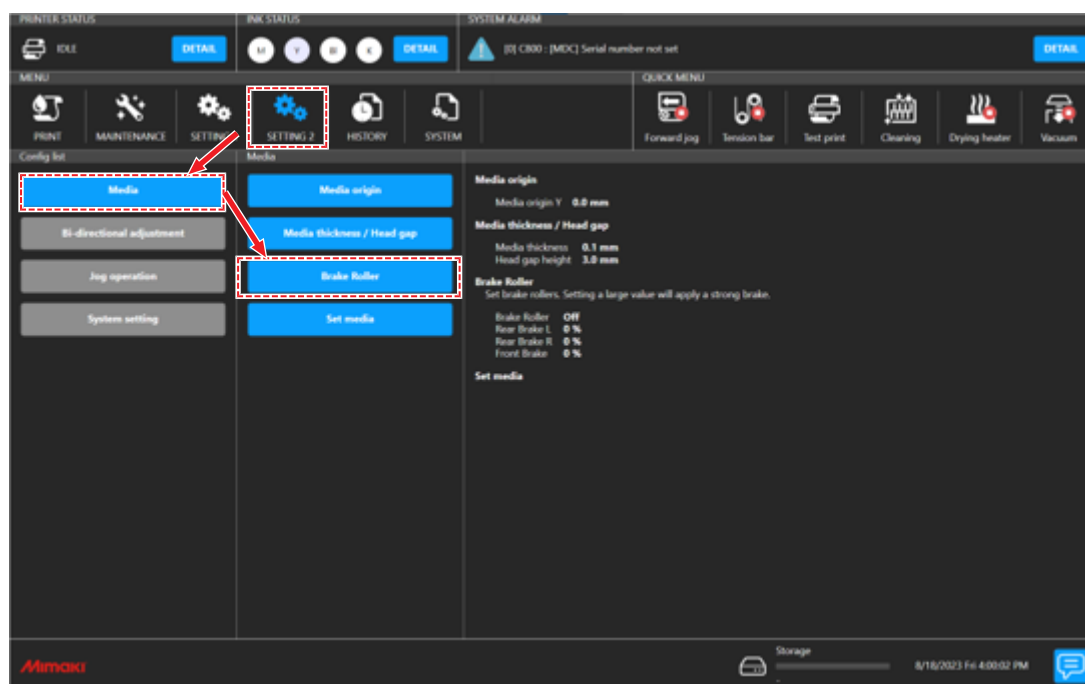 PRINTER STATUS
INK STATUS
SYSTEM ALARM
IDLE
DETAIL
M Y Bl K
DETAIL
[0] C800 : [MDC] Serial number not set
DETAIL
MENU
QUICK MENU
PRINT
MAINTENANCE
SETTING
SETTING 2
HISTORY
SYSTEM
Forward jog
Tension bar
Test print
Cleaning
Drying heater
Vacuum
Config list
Media
Bi-directional adjustment
Jog operation
System setting
Media
Media origin
Media thickness / Head gap
Brake Roller
Set media
Media origin
Media origin Y 0.0 mm
Media thickness / Head gap
Media thickness 0.1 mm
Head gap height 3.0 mm
Brake Roller
Set brake rollers. Setting a large value will apply a strong brake.
Brake Roller Off
Rear Brake L 0 %
Rear Brake R 0 %
Front Brake 0 %
Set media
Mimaki
Storage
8/18/2023 Fri 4:00:02 PM